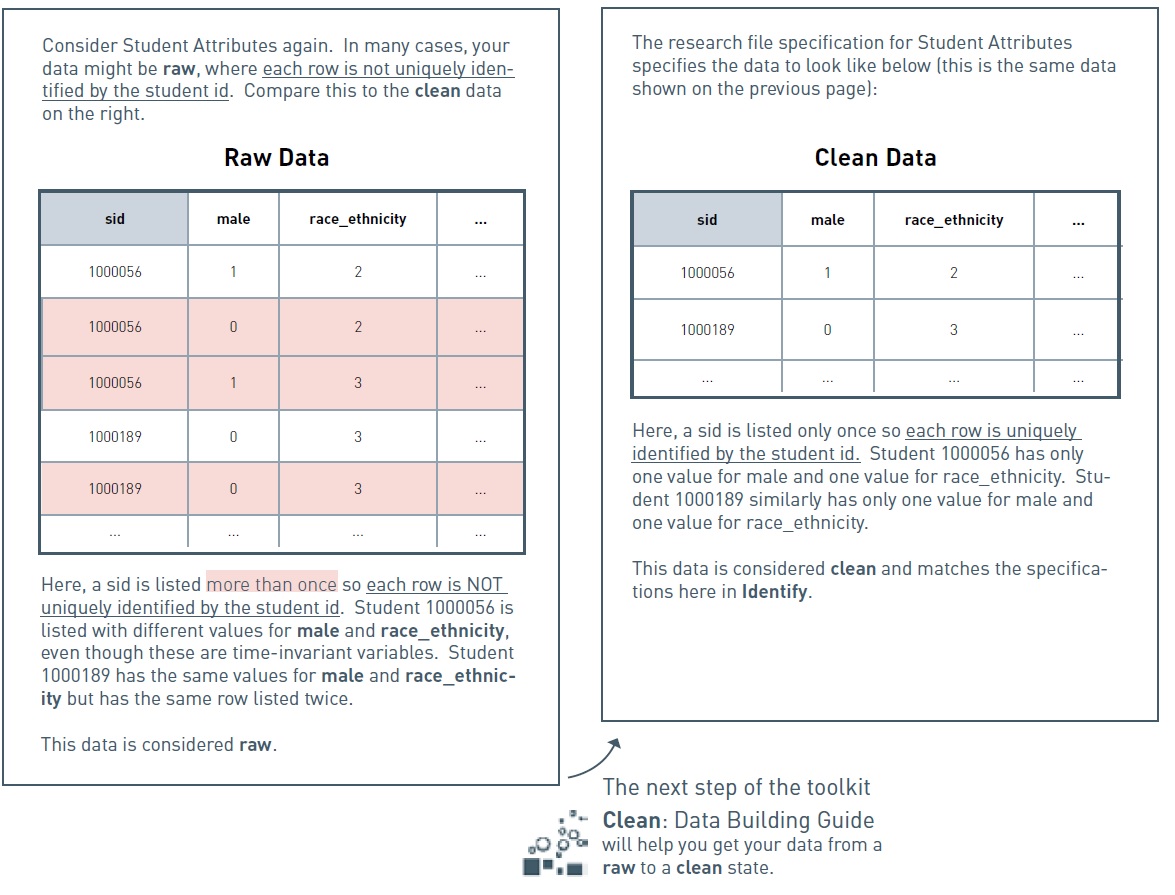 Consider Student Attributes again.  In many cases, your
data might be raw, where each row is not uniquely iden-
tified by the student id.  Compare this to the clean data
on the right.
Raw Data
sid male race_ethnicity ...
1000056 1 2 ...
1000056 0 2 ...
1000056 1 3 ...
1000189 0 3 ...
1000189 0 3 ...
... ... ... ...
Here, a sid is listed more than once so each row is NOT
uniquely identified by the student id.  Student 1000056 is
listed with different values for male and race_ethnicity,
even though these are time-invariant variables.  Student
1000189 has the same values for male and race_ethnic-
ity but has the same row listed twice.
This data is considered raw.
The research file specification for Student Attributes
specifies the data to look like below (this is the same data
shown on the previous page):
Clean Data
sid male race_ethnicity ...
1000056 1 2 ...
1000189 0 3 ...
... ... ... ...
Here, a sid is listed only once so each row is uniquely
identified by the student id.  Student 1000056 has only
one value for male and one value for race_ethnicity.  Stu-
dent 1000189 similarly has only one value for male and
one value for race_ethnicity.
This data is considered clean and matches the specifica-
tions here in Identify.
The next step of the toolkit
Clean: Data Building Guide
will help you get your data from a
raw to a clean state.